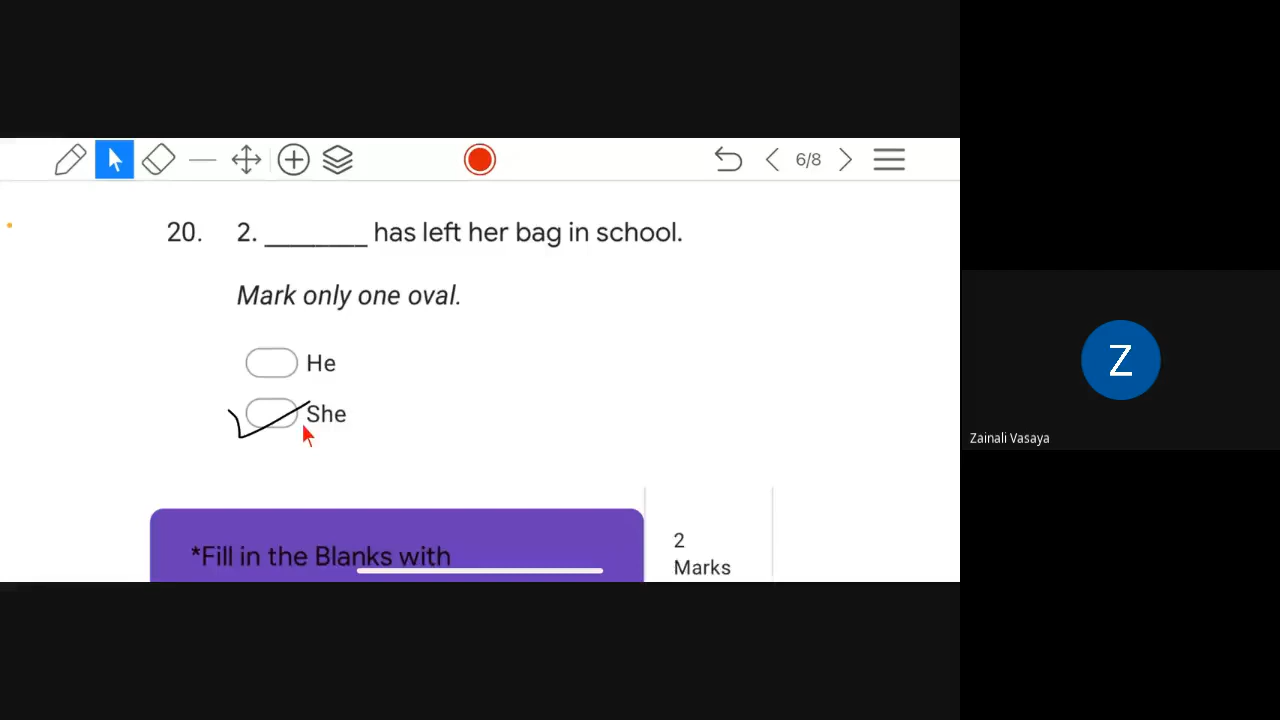 6/8
20. 2. ________ has left her bag in school.
Mark only one oval.
He
She
Z
Zainali Vasaya
*Fill in the Blanks with
2
Marks